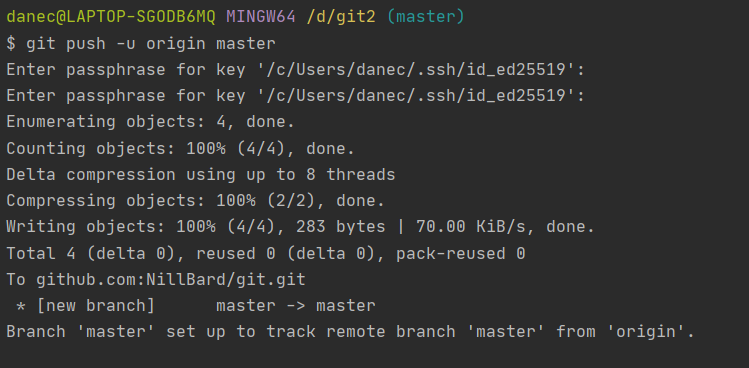 danec@LAPTOP-SGODB6MQ MINGW64 /d/git2 (master)
$ git push -u origin master
Enter passphrase for key '/c/Users/danec/.ssh/id_ed25519':
Enter passphrase for key '/c/Users/danec/.ssh/id_ed25519':
Enumerating objects: 4, done.
Counting objects: 100% (4/4), done.
Delta compression using up to 8 threads
Compressing objects: 100% (2/2), done.
Writing objects: 100% (4/4), 283 bytes | 70.00 KiB/s, done.
Total 4 (delta 0), reused 0 (delta 0), pack-reused 0
To github.com:NillBard/git.git
 * [new branch]      master -> master
Branch 'master' set up to track remote branch 'master' from 'origin'.